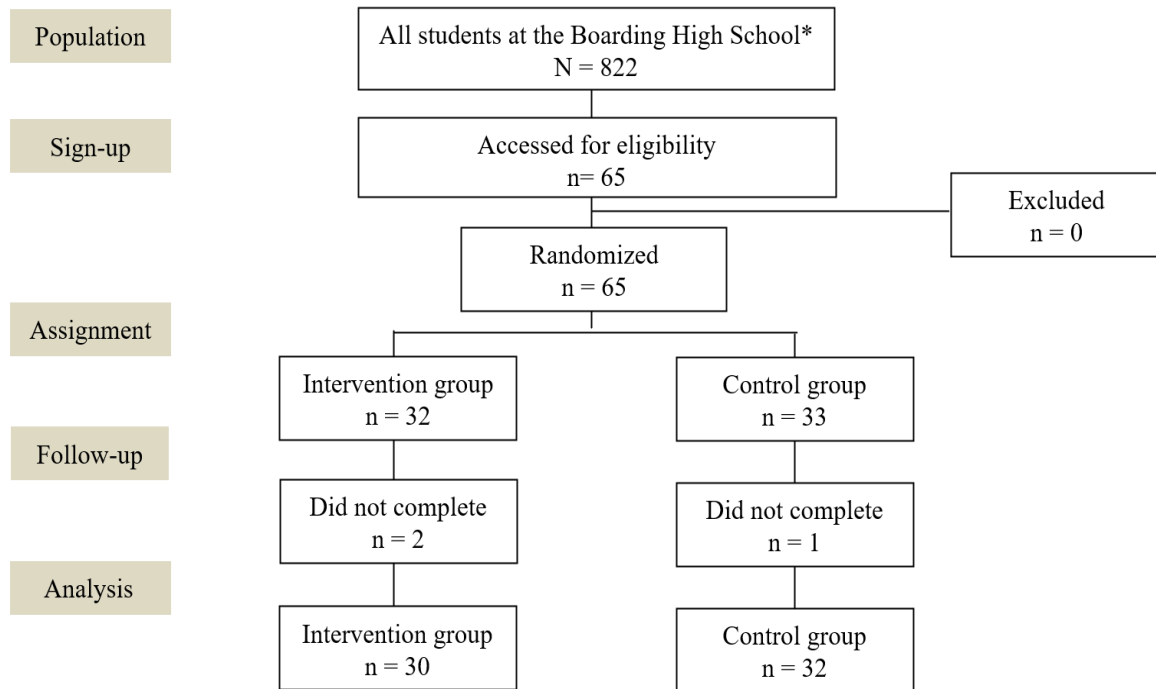 Population
All students at the Boarding High School*
N = 822
Sign-up
Accessed for eligibility
n= 65
Excluded
n = 0
Randomized
n = 65
Assignment
Intervention group
n = 32
Control group
n = 33
Follow-up
Did not complete
n = 2
Did not complete
n = 1
Analysis
Intervention group
n = 30
Control group
n = 32